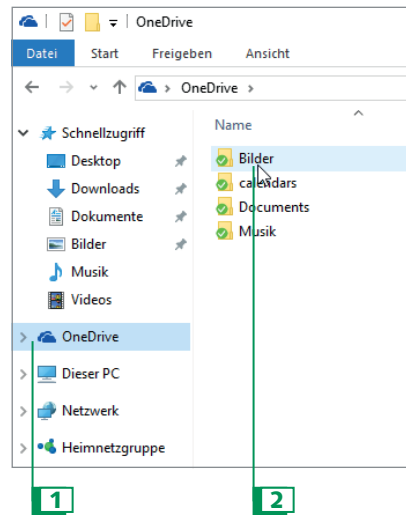 OneDrive
Datei Start Freigeben Ansicht
OneDrive
Schnellzugriff
Desktop
Downloads
Dokumente
Bilder
Musik
Videos
OneDrive
Dieser PC
Netzwerk
Heimnetzgruppe
Name
Bilder
calendars
Documents
Musik
1 2